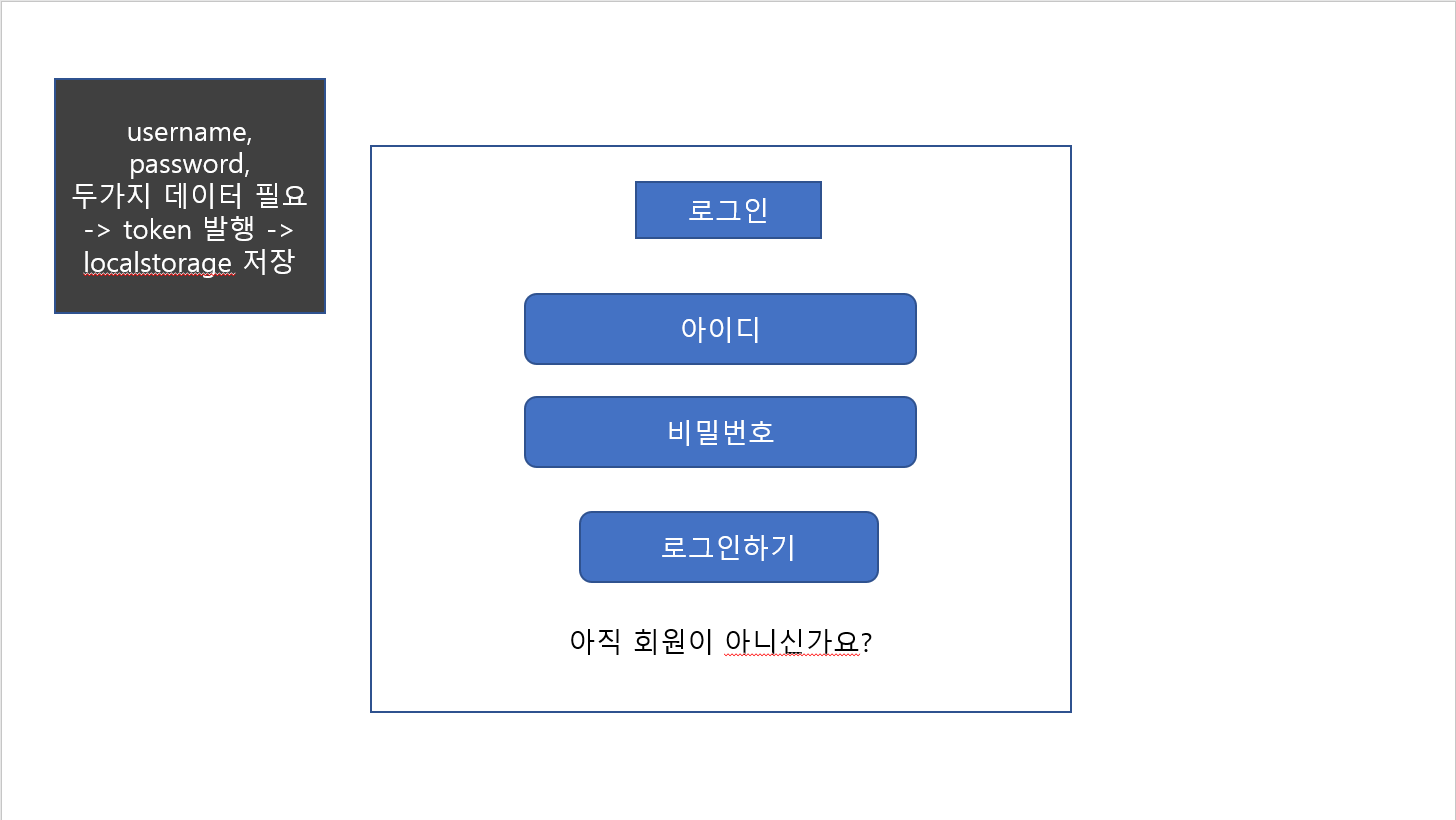 username,
password,
두가지 데이터 필요
-> token 발행 ->
localstorage 저장
로그인
아이디
비밀번호
로그인하기
아직 회원이 아니신가요?